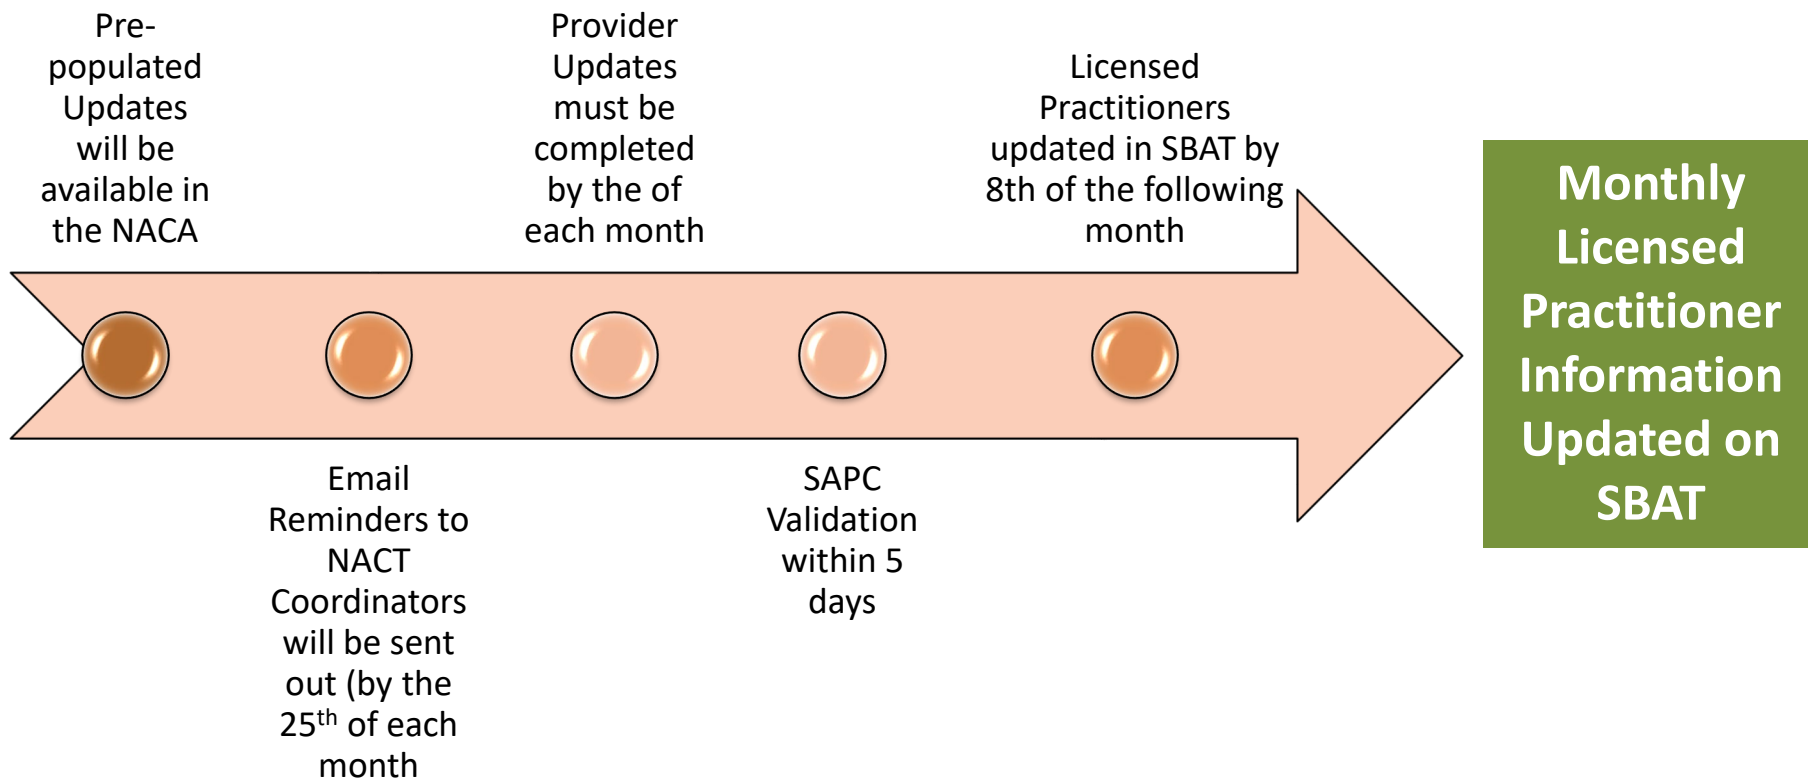 Pre-
populated
Updates
will be
available in
the NACA
Email
Reminders to
NACT
Coordinators
will be sent
out (by the
25th of each
month
Provider
Updates
must be
completed
by the of
each month
SAPC
Validation
within 5
days
Licensed
Practitioners
updated in SBAT by
8th of the following
month
Monthly
Licensed
Practitioner
Information
Updated on
SBAT